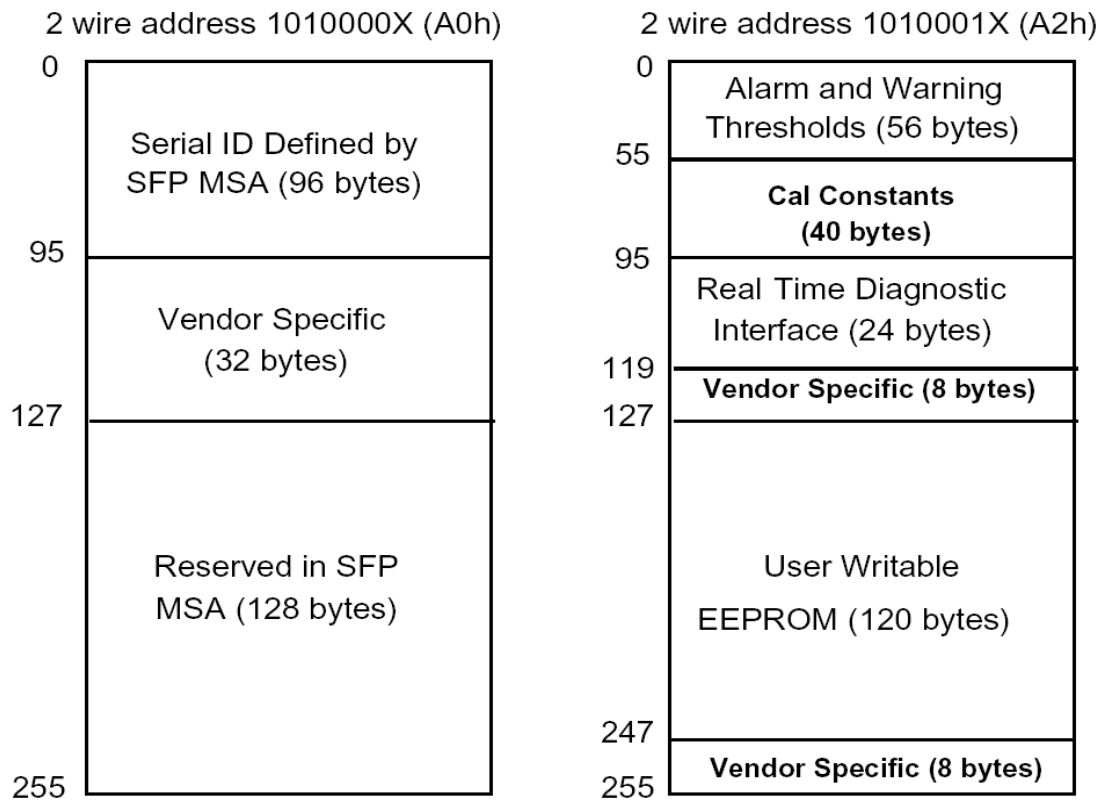 2 wire address 1010000X (A0h)
0
Serial ID Defined by
SFP MSA (96 bytes)
95
Vendor Specific
(32 bytes)
127
Reserved in SFP
MSA (128 bytes)
255
2 wire address 1010001X (A2h)
0
Alarm and Warning
Thresholds (56 bytes)
55
Cal Constants
(40 bytes)
95
Real Time Diagnostic
Interface (24 bytes)
119
Vendor Specific (8 bytes)
127
User Writable
EEPROM (120 bytes)
247
Vendor Specific (8 bytes)
255